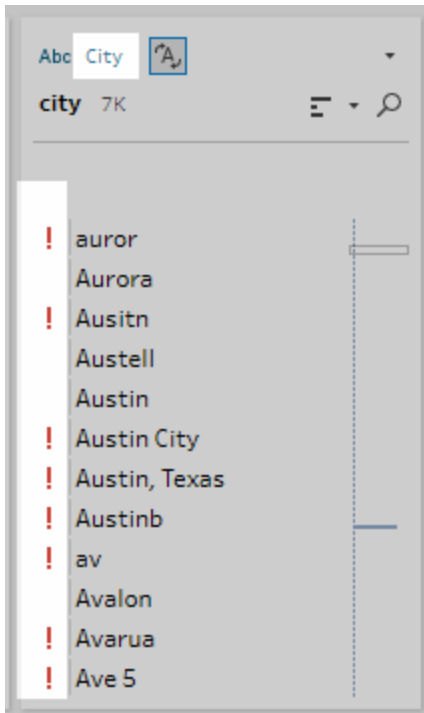 Abc City A
city 7K
! auror
Aurora
! Ausitn
Austell
Austin
! Austin City
! Austin, Texas
! Austinb
! av
Avalon
! Avarua
! Ave 5